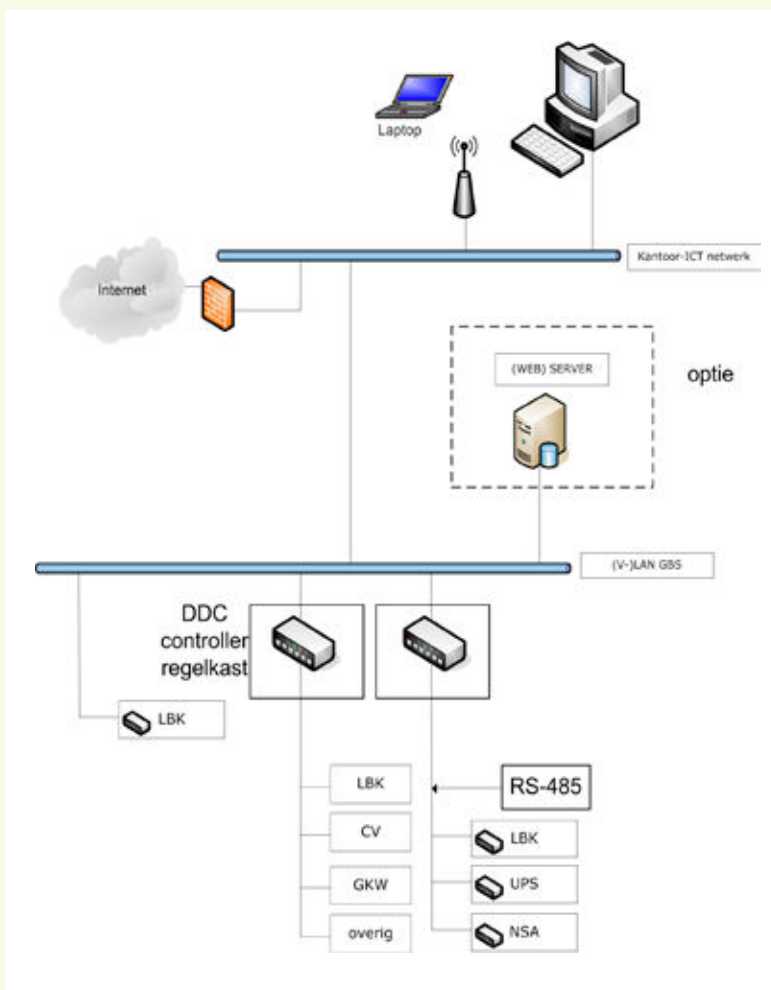 Laptop
Kantoor-ICT netwerk
Internet
(WEB) SERVER
optie
(V-)LAN GBS
DDC
controller
regelkast
LBK
LBK
CV
GKW
overig
RS-485
LBK
UPS
NSA